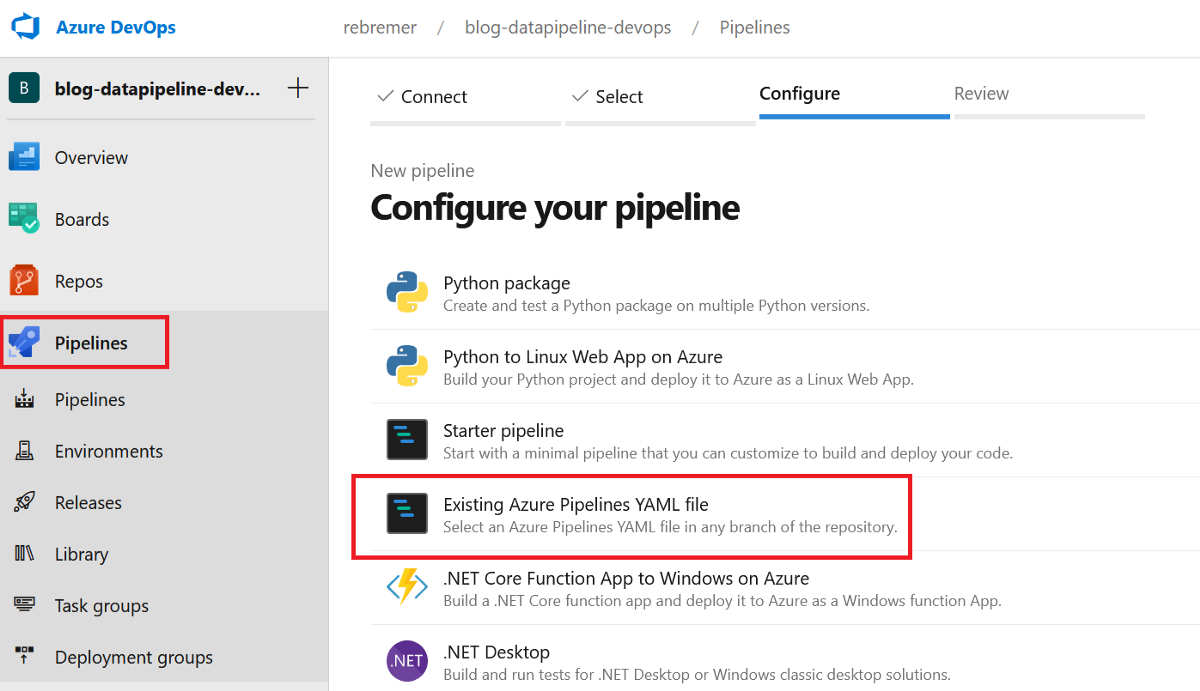 Azure DevOps
rebremer / blog-datapipeline-devops / Pipelines
B
blog-datapipeline-dev...
Overview
Boards
Repos
Pipelines
Pipelines
Environments
Releases
Library
Task groups
Deployment groups
Connect
Select
Configure
Review
New pipeline
Configure your pipeline
Python package
Create and test a Python package on multiple Python versions.
Python to Linux Web App on Azure
Build your Python project and deploy it to Azure as a Linux Web App.
Starter pipeline
Start with a minimal pipeline that you can customize to build and deploy your code.
Existing Azure Pipelines YAML file
Select an Azure Pipelines YAML file in any branch of the repository.
.NET Core Function App to Windows on Azure
Build a .NET Core function app and deploy it to Azure as a Windows function App.
.NET
.NET Desktop
Build and run tests for .NET Desktop or Windows classic desktop solutions.